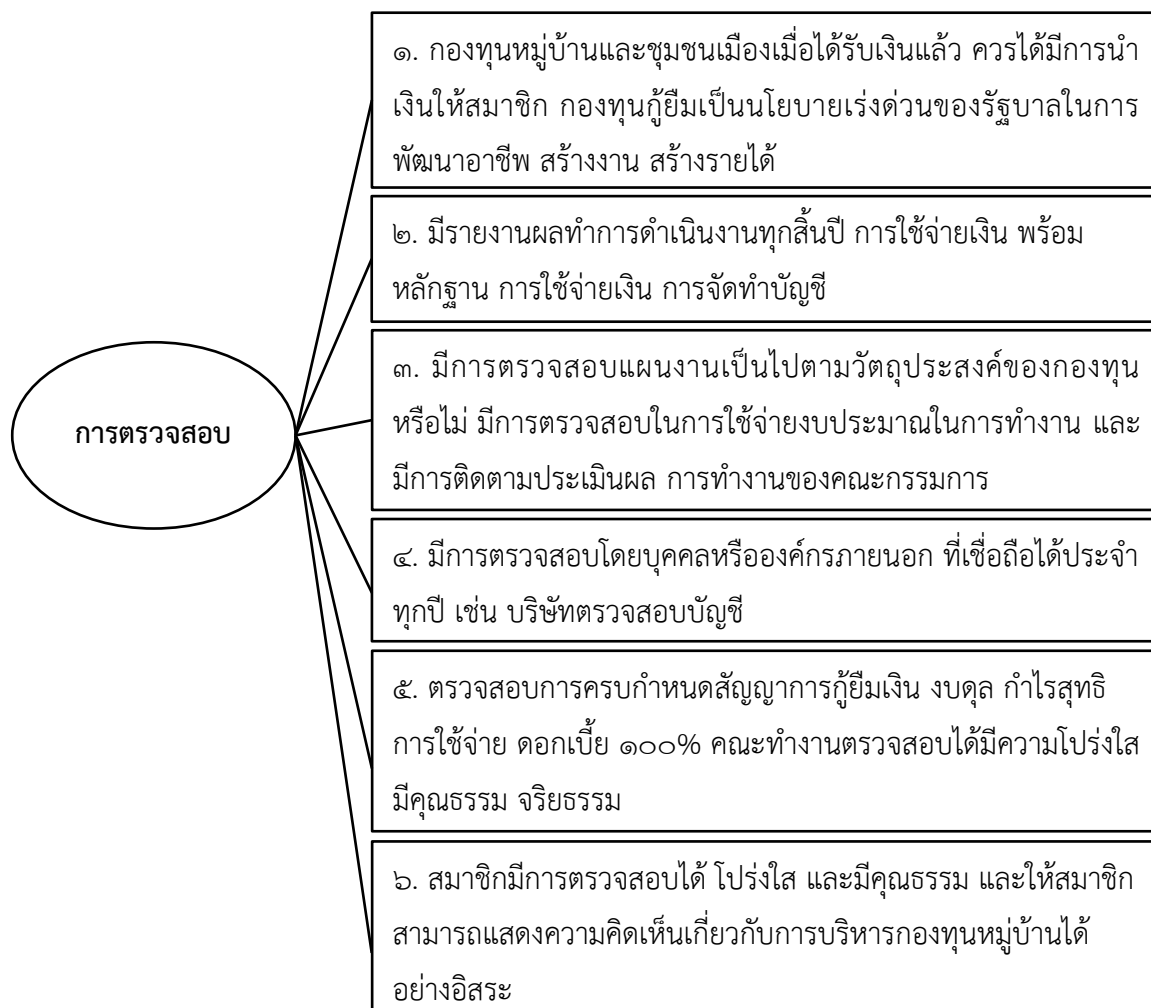 ๑. กองทุนหมู่บ้านและชุมชนเมืองเมื่อได้รับเงินแล้ว ควรได้มีการนำ
เงินให้สมาชิก กองทุนกู้ยืมเป็นนโยบายเร่งด่วนของรัฐบาลในการ
พัฒนาอาชีพ สร้างงาน สร้างรายได้
๒. มีรายงานผลทำการดำเนินงานทุกสิ้นปี การใช้จ่ายเงิน พร้อม
หลักฐาน การใช้จ่ายเงิน การจัดทำบัญชี
๓. มีการตรวจสอบแผนงานเป็นไปตามวัตถุประสงค์ของกองทุน
หรือไม่ มีการตรวจสอบในการใช้จ่ายงบประมาณในการทำงาน และ
มีการติดตามประเมินผล การทำงานของคณะกรรมการ
การตรวจสอบ
๔. มีการตรวจสอบโดยบุคคลหรือองค์กรภายนอก ที่เชื่อถือได้ประจำ
ทุกปี เช่น บริษัทตรวจสอบบัญชี
๕. ตรวจสอบการครบกำหนดสัญญาการกู้ยืมเงิน งบดุล กำไรสุทธิ
การใช้จ่าย ดอกเบี้ย ๑๐๐% คณะทำงานตรวจสอบได้มีความโปร่งใส
มีคุณธรรม จริยธรรม
๖. สมาชิกมีการตรวจสอบได้ โปร่งใส และมีคุณธรรม และให้สมาชิก
สามารถแสดงความคิดเห็นเกี่ยวกับการบริหารกองทุนหมู่บ้านได้
อย่างอิสระ